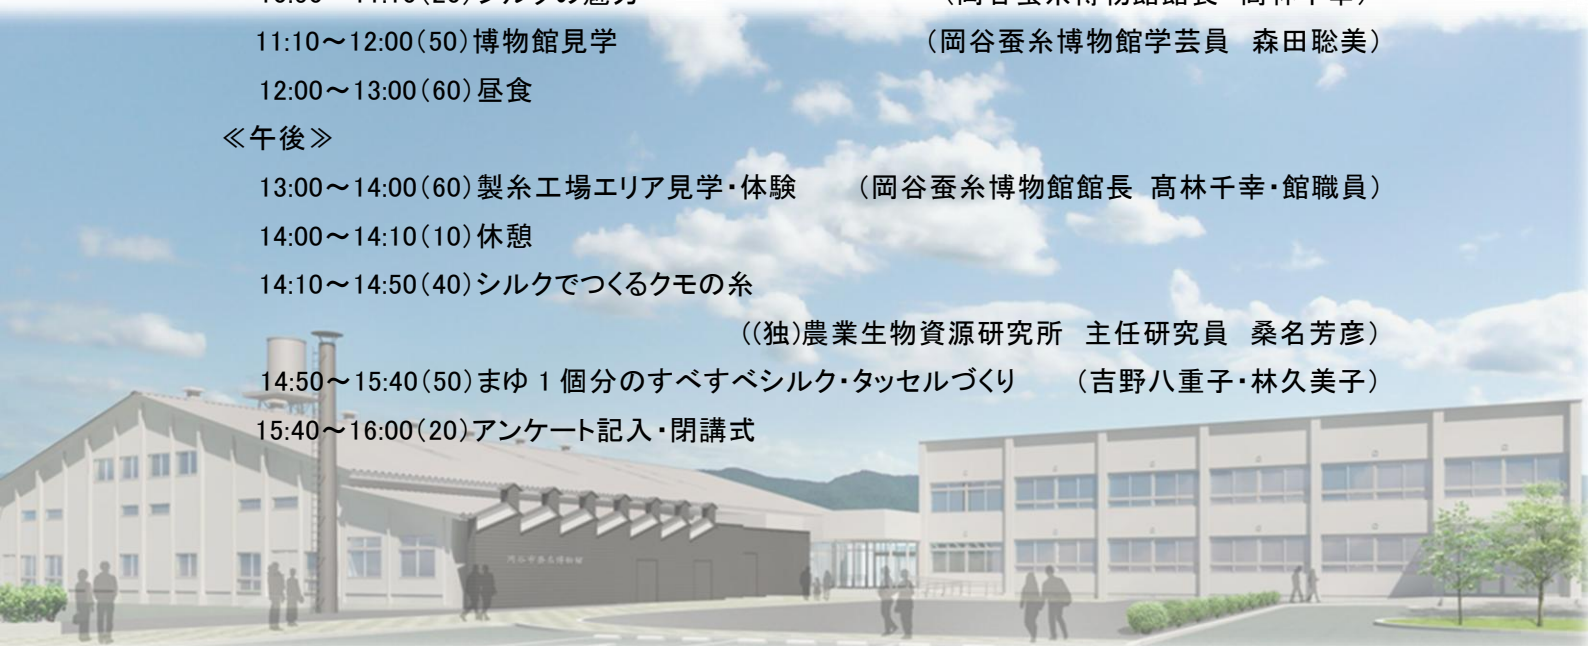 11:10～12:00(50)博物館見学 (岡谷蚕糸博物館学芸員 森田聡美)
12:00～13:00(60)昼食
≪午後≫
13:00～14:00(60)製糸工場エリア見学・体験 (岡谷蚕糸博物館館長 髙林千幸・館職員)
14:00～14:10(10)休憩
14:10～14:50(40)シルクでつくるクモの糸
((独)農業生物資源研究所 主任研究員 桑名芳彦)
14:50～15:40(50)まゆ 1 個分のすべすべシルク・タッセルづくり (吉野八重子・林久美子)
15:40～16:00(20)アンケート記入・閉講式